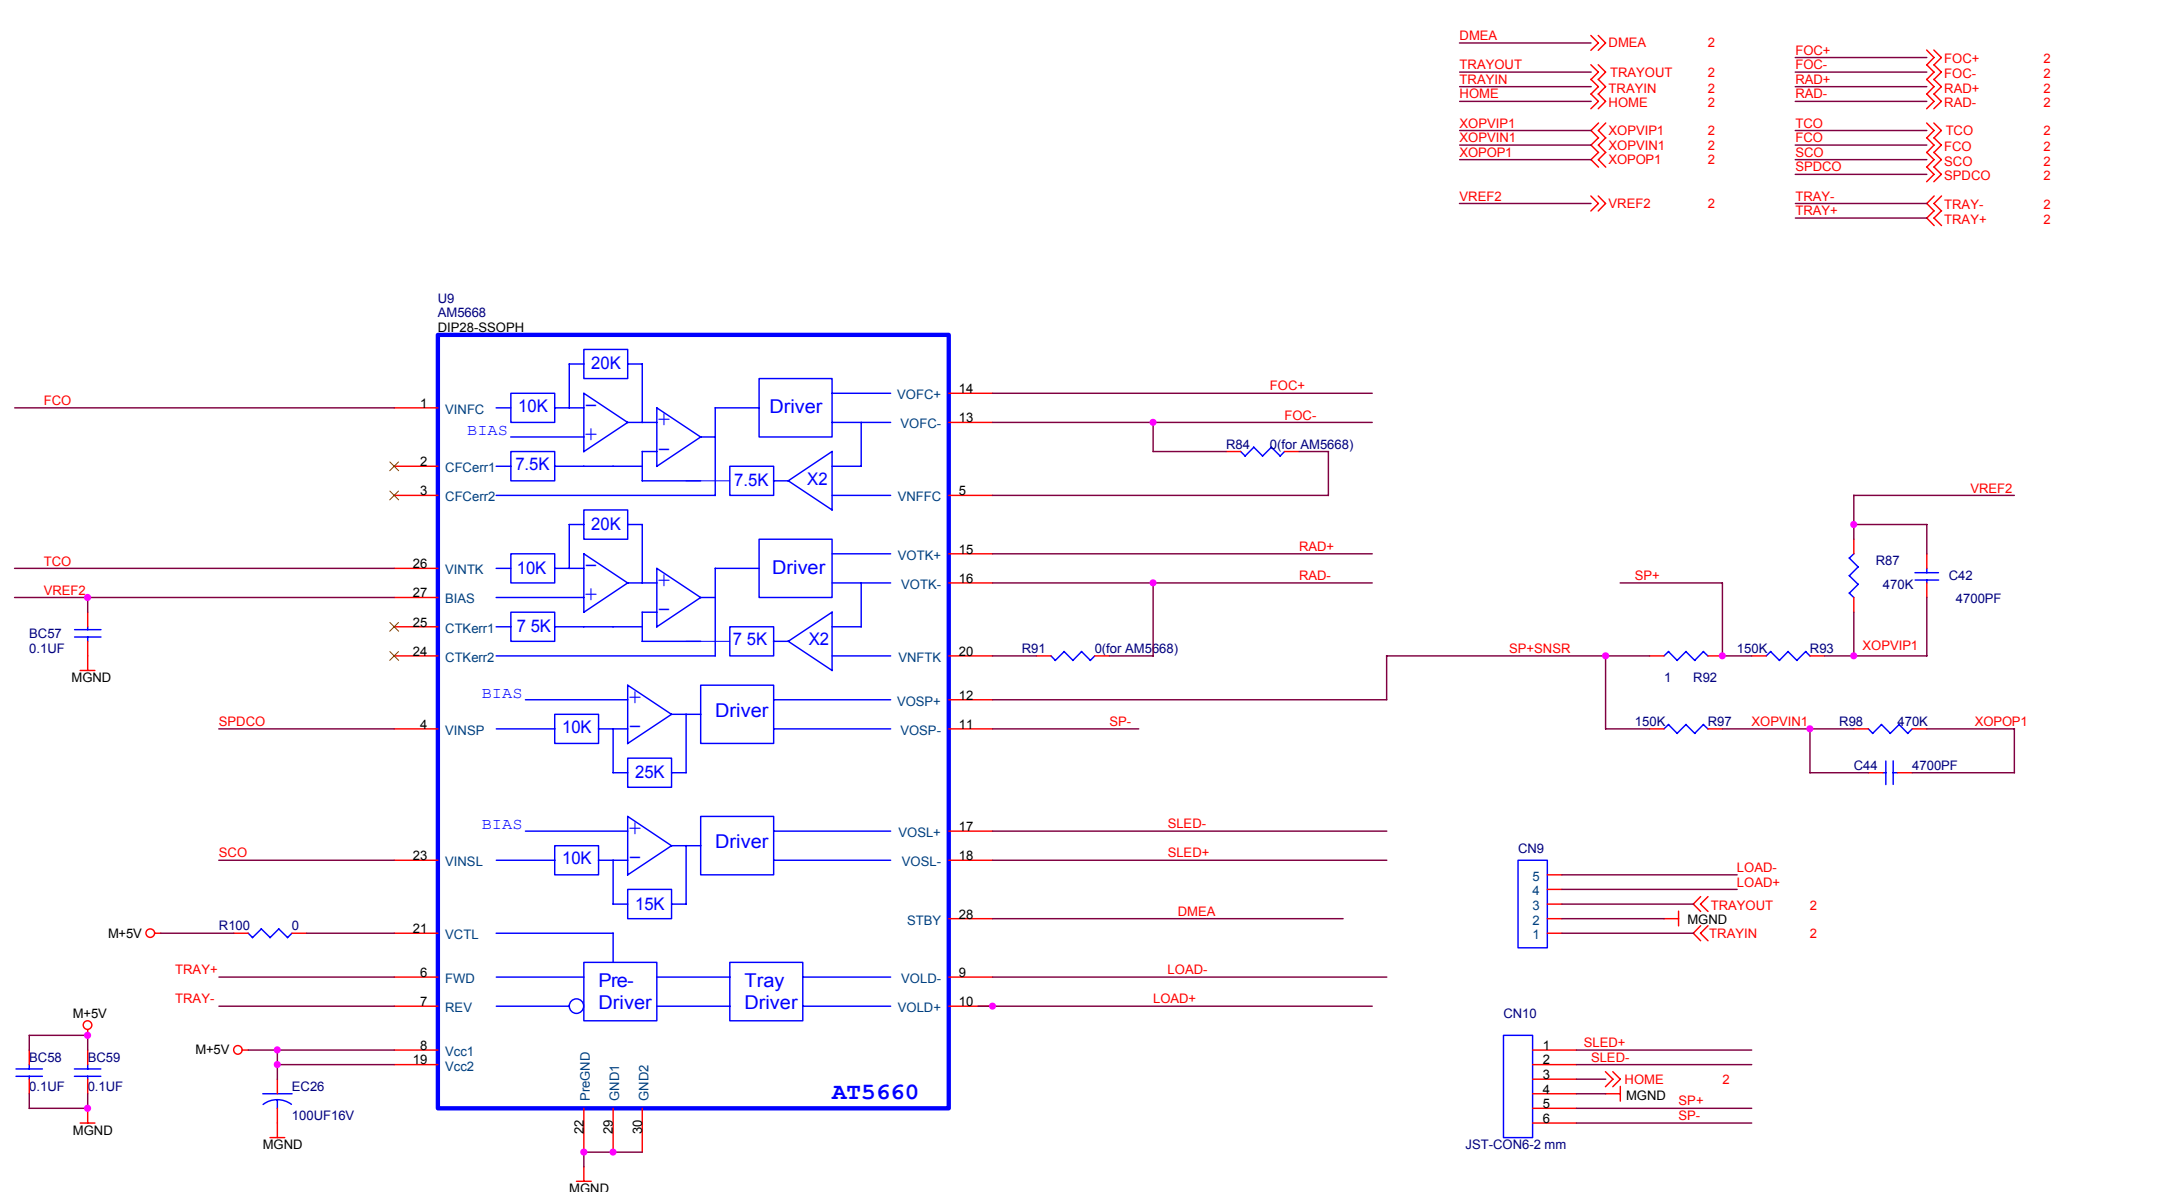 DMEA DMEA 2
TRAYOUT TRAYOUT 2
TRAYIN TRAYIN 2
HOME HOME 2
XOPVIP1 XOPVIP1 2
XOPVIN1 XOPVIN1 2
XOPOP1 XOPOP1 2
VREF2 VREF2 2
FOC+ FOC+ 2
FOC- FOC- 2
RAD+ RAD+ 2
RAD- RAD- 2
TCO TCO 2
FCO FCO 2
SCO SCO 2
SPDCO SPDCO 2
TRAY- TRAY- 2
TRAY+ TRAY+ 2
U9
AM5668
DIP28-SSOPH
20K
FCO 1 VINFC 10K Driver VOFC+ 14 FOC+
BIAS VOFC- 13 FOC-
R84 0(for AM5668)
2 CFCerr1 7.5K 7.5K X2
3 CFCerr2 VNFFC 5
20K
TCO 26 VINTK 10K Driver VOTK+ 15 RAD+
VREF2 27 BIAS VOTK- 16 RAD-
BC57
0.1UF
MGND
25 CTKerr1 7 5K 7 5K X2
24 CTKerr2 VNFTK 20 R91 0(for AM5668)
BIAS Driver VOSP+ 12
SPDCO 4 VINSP 10K VOSP- 11 SP-
25K
BIAS Driver VOSL+ 17 SLED-
SCO 23 VINSL 10K VOSL- 18 SLED+
15K
STBY 28 DMEA
M+5V R100 0 21 VCTL
TRAY+ 6 FWD Pre-
Driver Tray
Driver VOLD- 9 LOAD-
TRAY- 7 REV VOLD+ 10 LOAD+
M+5V
BC58 BC59
0.1UF 0.1UF
MGND
M+5V 8 Vcc1
19 Vcc2
EC26
100UF16V
MGND
PreGND GND1 GND2
AT5660
22 29 30
MGND
VREF2
R87
470K
C42
4700PF
SP+
SP+SNSR 150K R93 XOPVIP1
1 R92
150K R97 XOPVIN1 R98 470K XOPOP1
C44 4700PF
CN9
5 LOAD-
4 LOAD+
3 TRAYOUT 2
2 MGND
1 TRAYIN 2
CN10
1 SLED+
2 SLED-
3 HOME 2
4 MGND
5 SP+
6 SP-
JST-CON6-2 mm